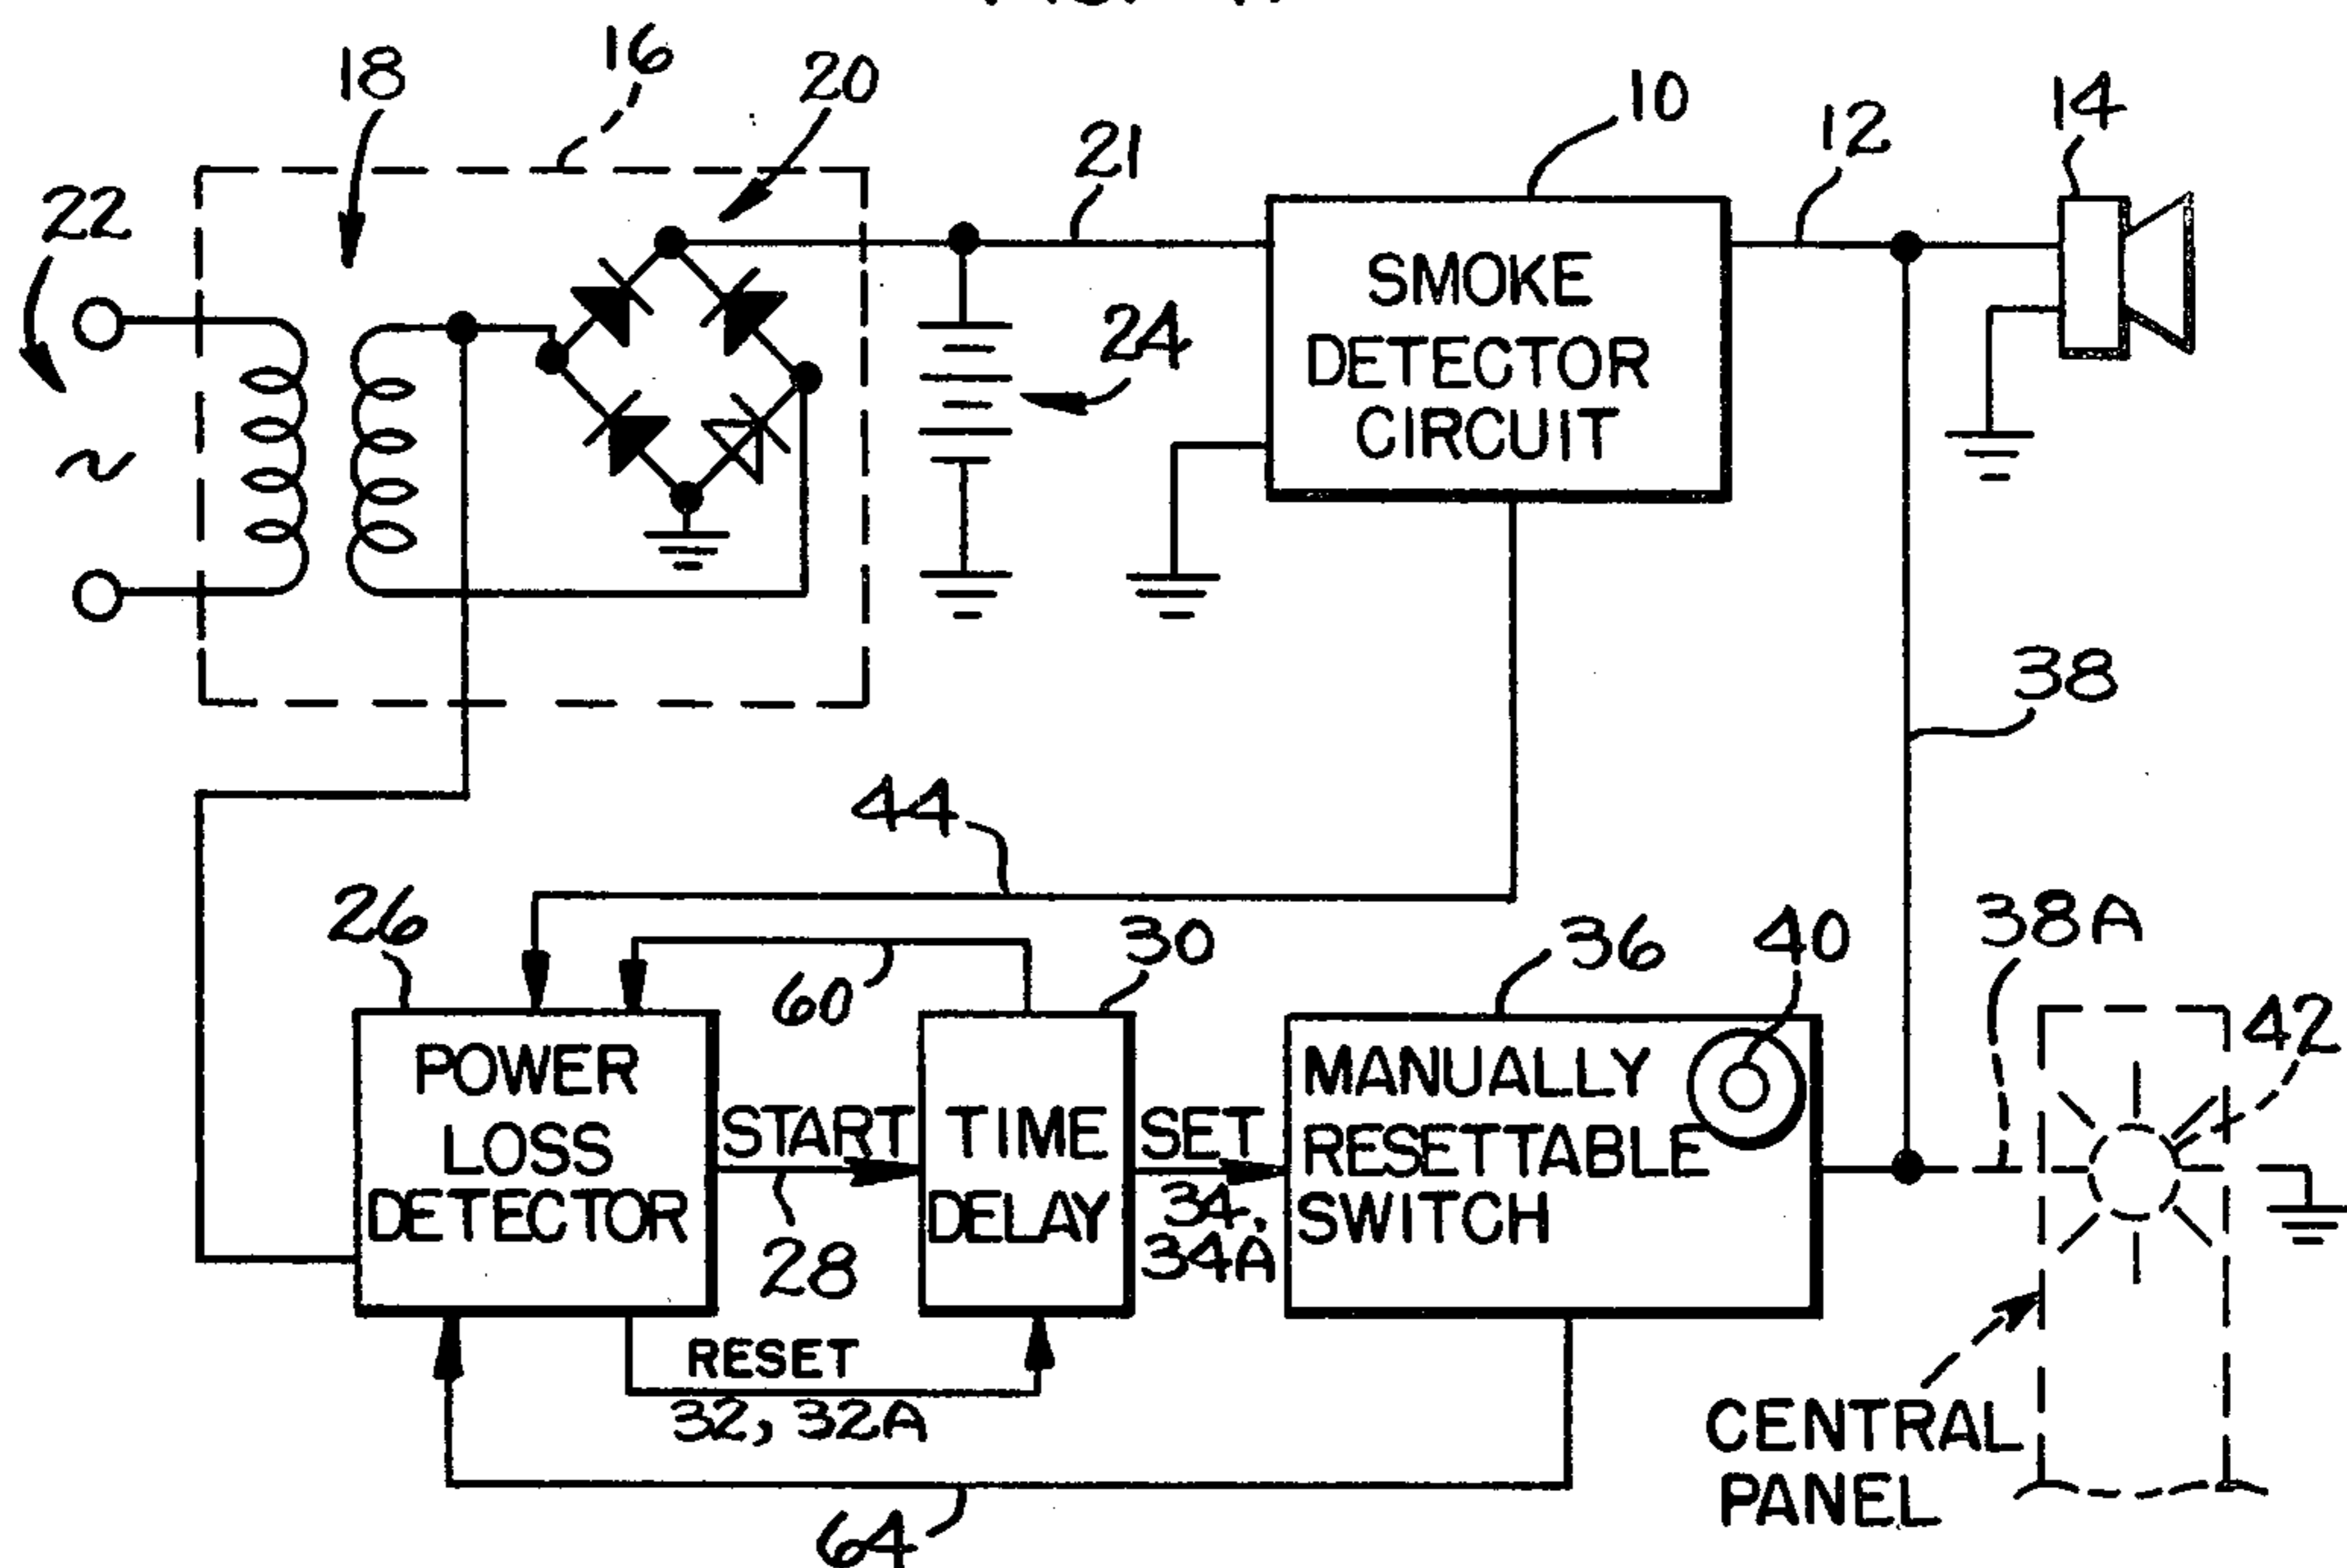 18
16
20
22
21
24
10
12
14
SMOKE
DETECTOR
CIRCUIT
38
44
26
60
30
36
40
38A
42
POWER
LOSS
DETECTOR
START
28
TIME
DELAY
SET
34,
34A
MANUALLY
RESETTABLE
SWITCH
RESET
32, 32A
64
CENTRAL
PANEL